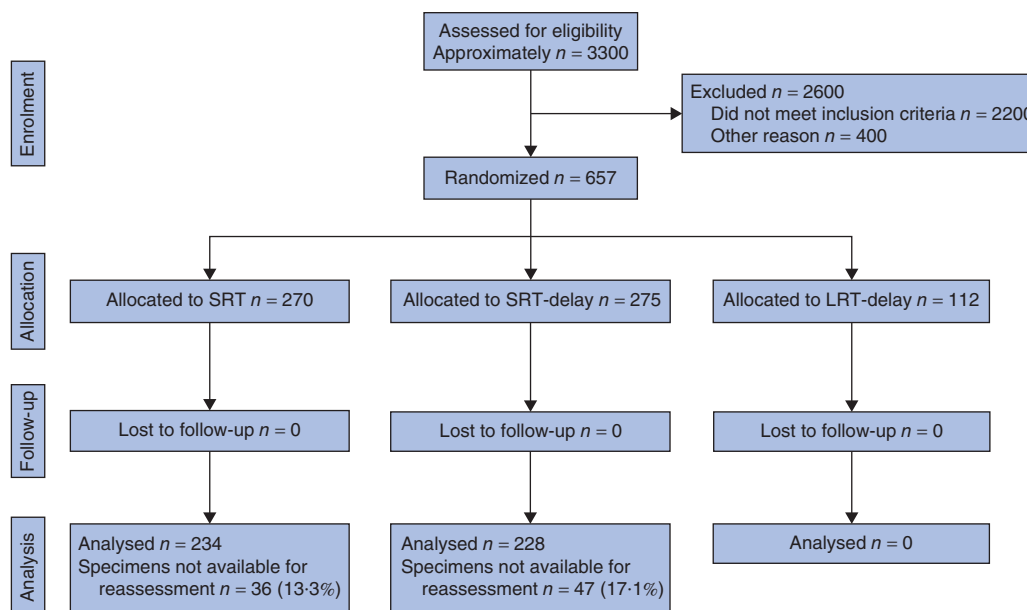 Enrolment
Assessed for eligibility
Approximately n = 3300
Excluded n = 2600
Did not meet inclusion criteria n = 2200
Other reason n = 400
Randomized n = 657
Allocation
Allocated to SRT n = 270
Allocated to SRT-delay n = 275
Allocated to LRT-delay n = 112
Follow-up
Lost to follow-up n = 0
Lost to follow-up n = 0
Lost to follow-up n = 0
Analysis
Analysed n = 234
Specimens not available for
reassessment n = 36 (13·3%)
Analysed n = 228
Specimens not available for
reassessment n = 47 (17·1%)
Analysed n = 0